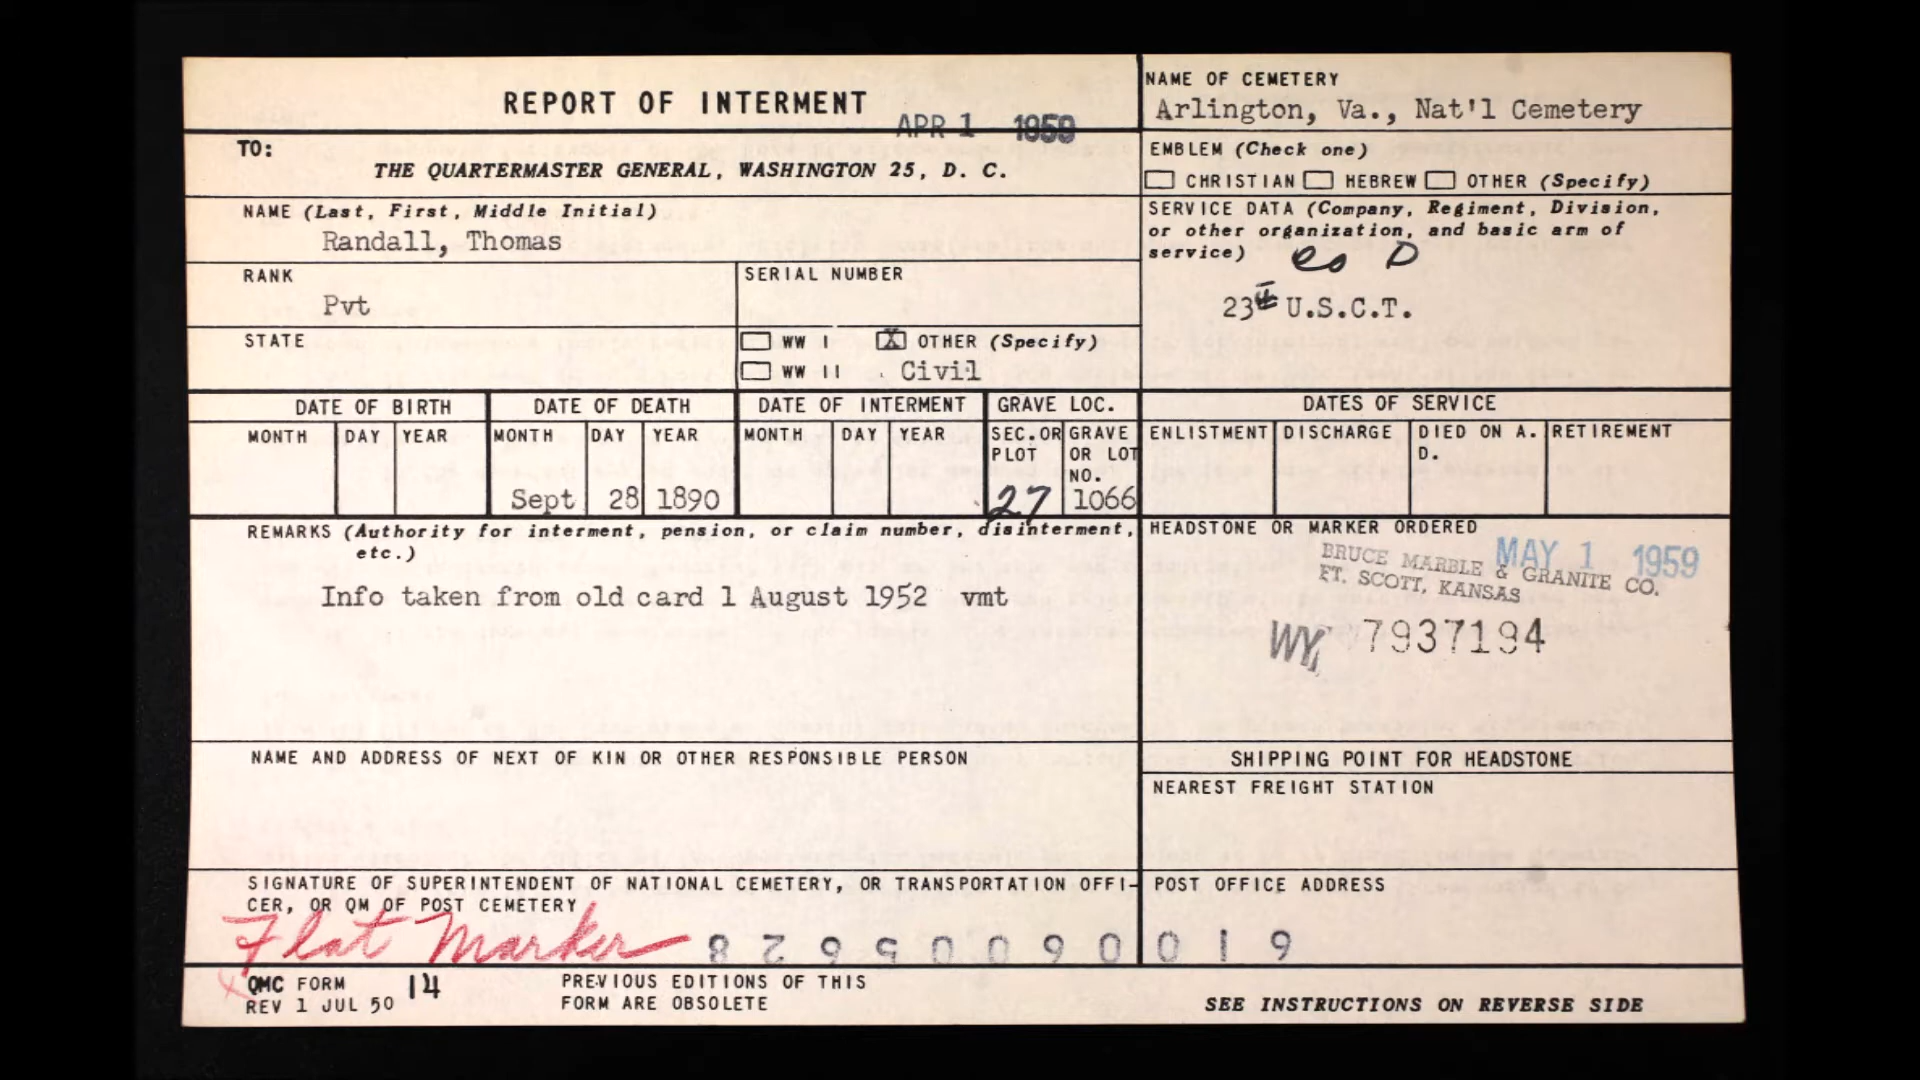 REPORT OF INTERMENT
APR 1 1959
NAME OF CEMETERY
Arlington, Va., Nat'l Cemetery
TO:
THE QUARTERMASTER GENERAL, WASHINGTON 25, D. C.
EMBLEM (Check one)
CHRISTIAN HEBREW OTHER (Specify)
NAME (Last, First, Middle Initial)
Randall, Thomas
SERVICE DATA (Company, Regiment, Division,
or other organization, and basic arm of
service) Co D
23th U.S.C.T.
RANK
Pvt
SERIAL NUMBER
STATE
WW I X OTHER (Specify)
WW II Civil
DATE OF BIRTH DATE OF DEATH DATE OF INTERMENT GRAVE LOC. DATES OF SERVICE
MONTH DAY YEAR MONTH DAY YEAR MONTH DAY YEAR SEC. OR PLOT GRAVE OR LOT NO. ENLISTMENT DISCHARGE DIED ON A. D. RETIREMENT
Sept 28 1890 27 1066
REMARKS (Authority for interment, pension, or claim number, disinterment,
etc.)
Info taken from old card 1 August 1952 vmt
HEADSTONE OR MARKER ORDERED
MAY 1 1959
BRUCE MARBLE & GRANITE CO.
FT. SCOTT, KANSAS
WY, 7937194
NAME AND ADDRESS OF NEXT OF KIN OR OTHER RESPONSIBLE PERSON
SHIPPING POINT FOR HEADSTONE
NEAREST FREIGHT STATION
SIGNATURE OF SUPERINTENDENT OF NATIONAL CEMETERY, OR TRANSPORTATION OFFI-
CER, OR QM OF POST CEMETERY
Flat Marker
POST OFFICE ADDRESS
8 2 6 5 0 0 6 0 0 1 9
QMC FORM 14
REV 1 JUL 50
PREVIOUS EDITIONS OF THIS
FORM ARE OBSOLETE
SEE INSTRUCTIONS ON REVERSE SIDE